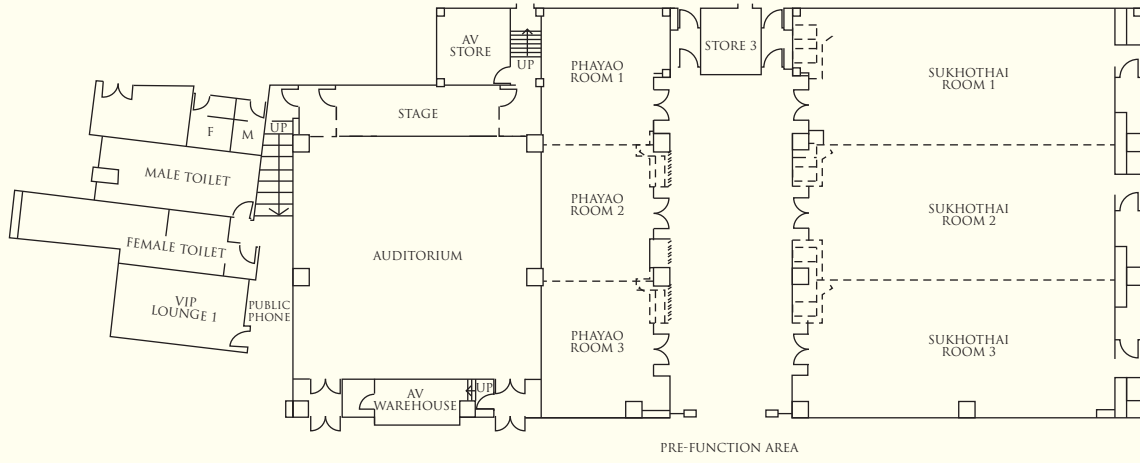 AV
STORE
UP
PHAYAO
ROOM 1
STORE 3
SUKHOTHAI
ROOM 1
STAGE
F
M
UP
MALE TOILET
PHAYAO
ROOM 2
SUKHOTHAI
ROOM 2
FEMALE TOILET
AUDITORIUM
VIP
LOUNGE 1
PUBLIC
PHONE
PHAYAO
ROOM 3
SUKHOTHAI
ROOM 3
AV
WAREHOUSE
UP
PRE-FUNCTION AREA